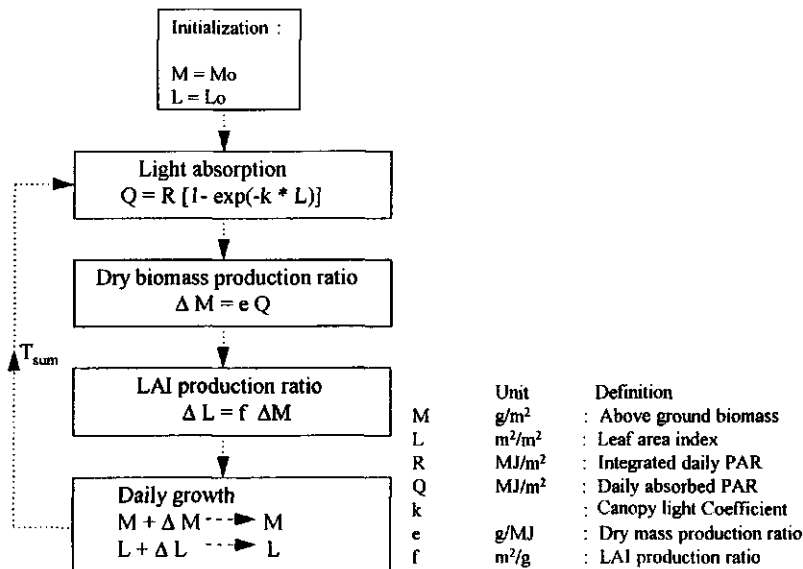 Initialization :
M = Mo
L = Lo
Light absorption
Q = R [1- exp(-k * L)]
Dry biomass production ratio
Δ M = e Q
LAI production ratio
Δ L = f ΔM
Daily growth
M + Δ M → M
L + Δ L → L
T_sum
Unit Definition
M g/m² : Above ground biomass
L m²/m² : Leaf area index
R MJ/m² : Integrated daily PAR
Q MJ/m² : Daily absorbed PAR
k : Canopy light Coefficient
e g/MJ : Dry mass production ratio
f m²/g : LAI production ratio